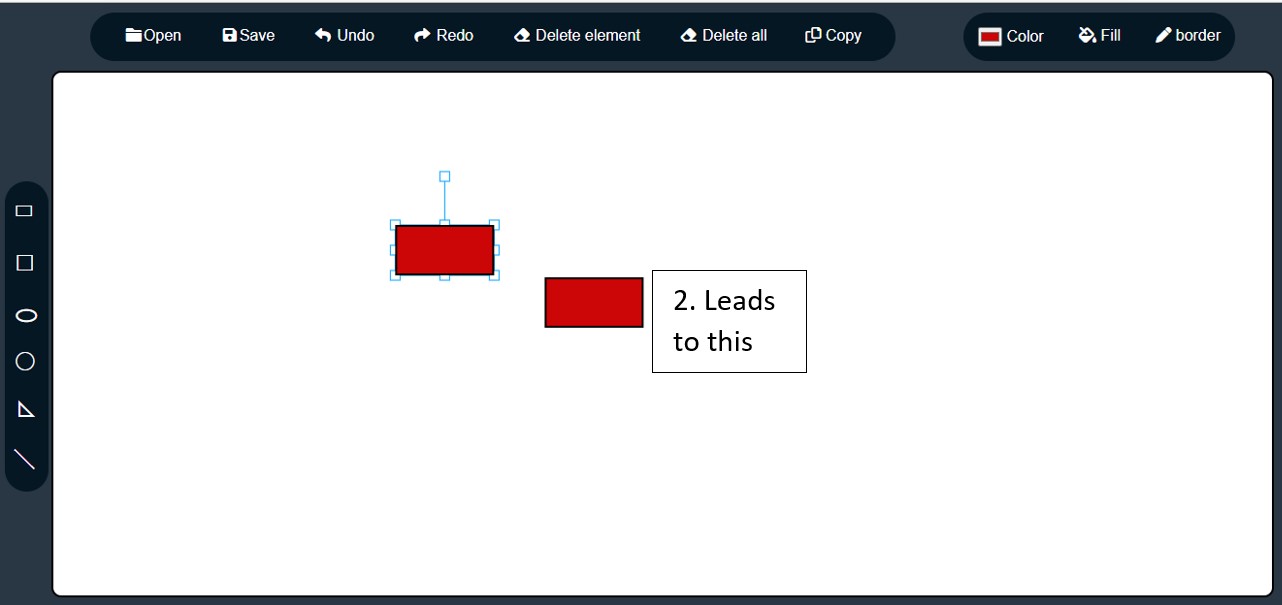 Open Save Undo Redo Delete element Delete all Copy Color Fill border
2. Leads
to this